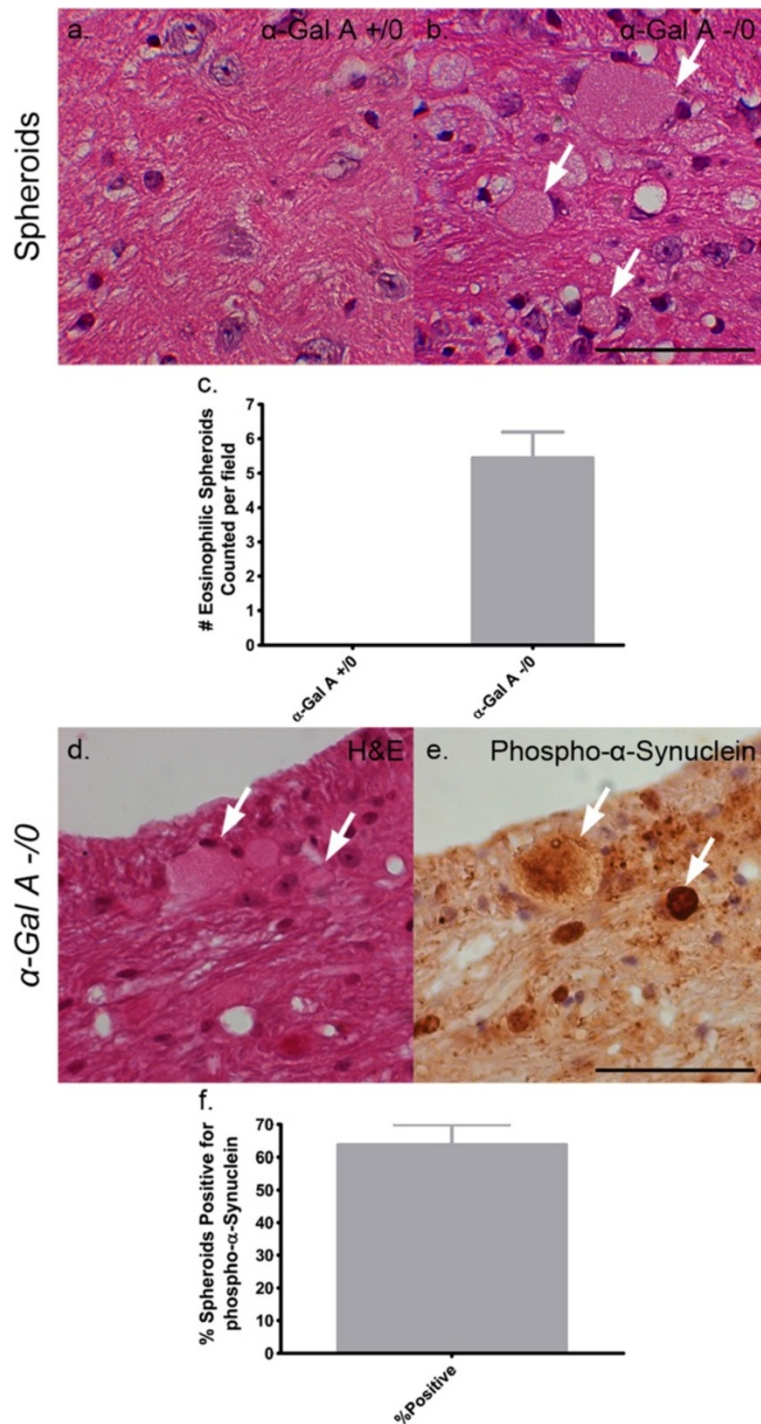 Spheroids
a.
α-Gal A +/0
b.
α-Gal A -/0
c.
# Eosinophilic Spheroids
Counted per field
7
6
5
4
3
2
1
0
α-Gal A +/0
α-Gal A -/0
α-Gal A -/0
d.
H&E
e.
Phospho-α-Synuclein
f.
% Spheroids Positive for
phospho-α-Synuclein
70
60
50
40
30
20
10
0
%Positive